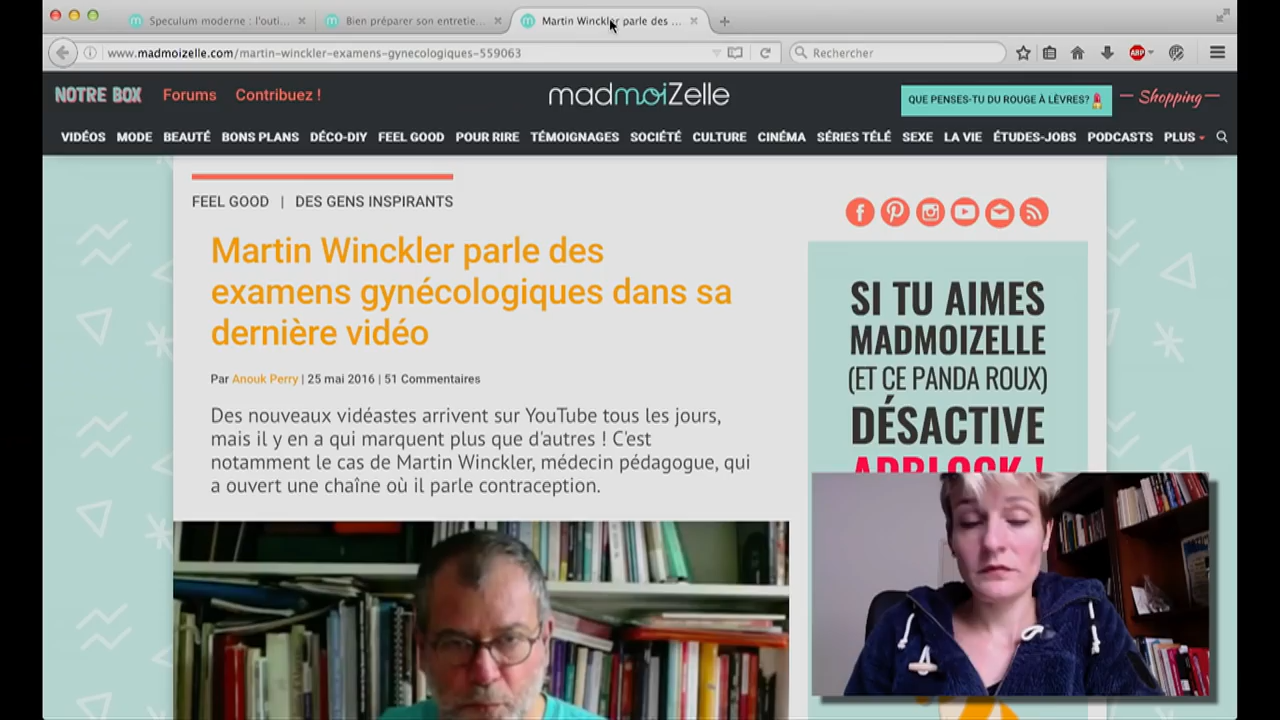 Speculum moderne : l'outi...
Bien préparer son entretie...
Martin Winckler parle des ...
www.madmoizelle.com/martin-winckler-examens-gynecologiques-559063
Rechercher
ABP
NOTRE BOX
Forums
Contribuez !
madmoiZelle
QUE PENSES-TU DU ROUGE À LÈVRES?
Shopping
VIDÉOS MODE BEAUTÉ BONS PLANS DÉCO-DIY FEEL GOOD POUR RIRE TÉMOIGNAGES SOCIÉTÉ CULTURE CINÉMA SÉRIES TÉLÉ SEXE LA VIE ÉTUDES-JOBS PODCASTS PLUS
FEEL GOOD | DES GENS INSPIRANTS
Martin Winckler parle des
examens gynécologiques dans sa
dernière vidéo
Par Anouk Perry | 25 mai 2016 | 51 Commentaires
Des nouveaux vidéastes arrivent sur YouTube tous les jours,
mais il y en a qui marquent plus que d'autres ! C'est
notamment le cas de Martin Winckler, médecin pédagogue, qui
a ouvert une chaîne où il parle contraception.
SI TU AIMES
MADMOIZELLE
(ET CE PANDA ROUX)
DÉSACTIVE
ADBLOCK !